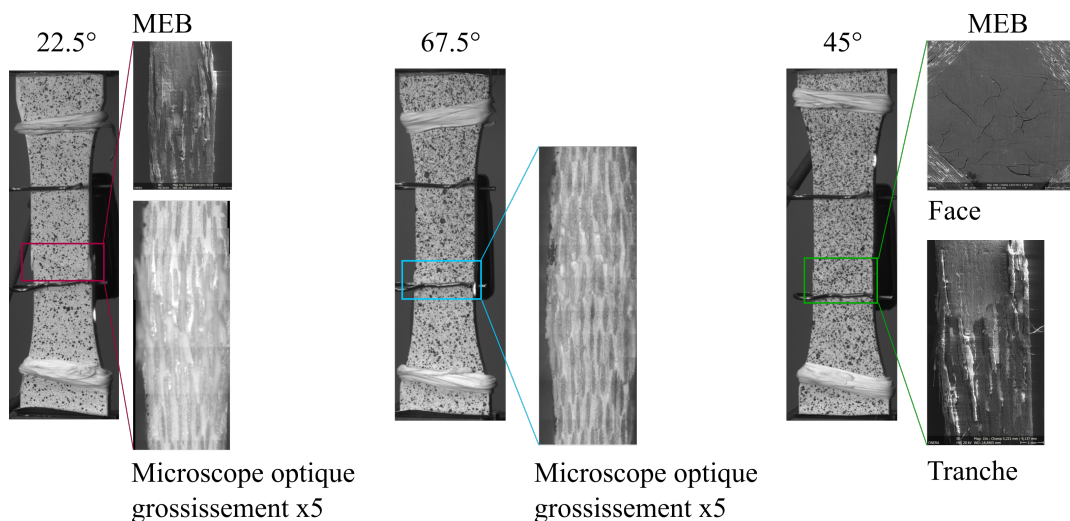 MEB
22.5°
Microscope optique
grossissement x5
67.5°
Microscope optique
grossissement x5
45°
MEB
Face
Tranche